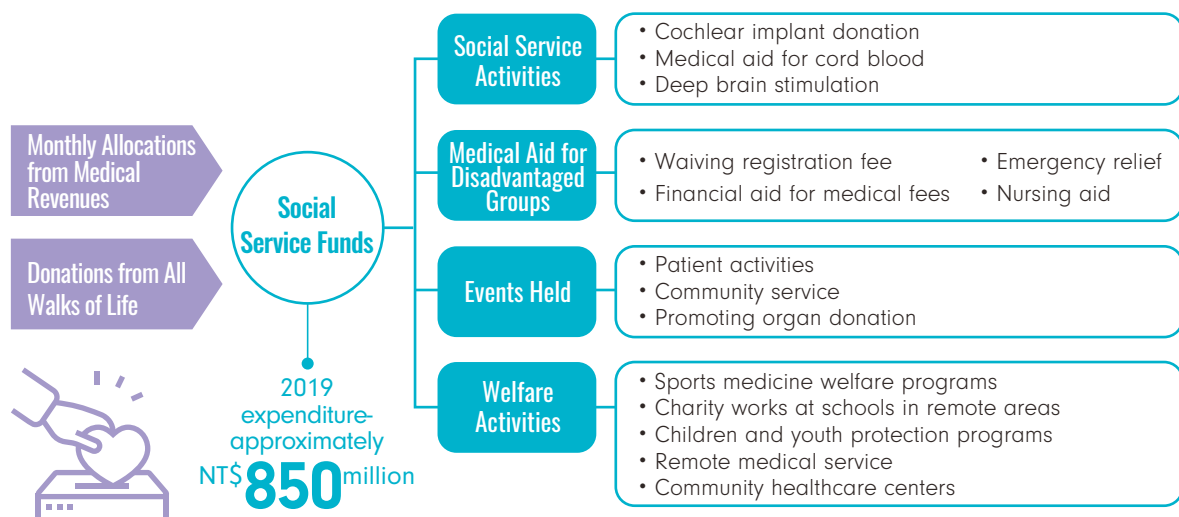 Monthly Allocations
from Medical
Revenues
Donations from All
Walks of Life
Social
Service Funds
2019
expenditure-
approximately
NT$850million
Social Service
Activities
• Cochlear implant donation
• Medical aid for cord blood
• Deep brain stimulation
Medical Aid for
Disadvantaged
Groups
• Waiving registration fee • Emergency relief
• Financial aid for medical fees • Nursing aid
Events Held
• Patient activities
• Community service
• Promoting organ donation
Welfare
Activities
• Sports medicine welfare programs
• Charity works at schools in remote areas
• Children and youth protection programs
• Remote medical service
• Community healthcare centers